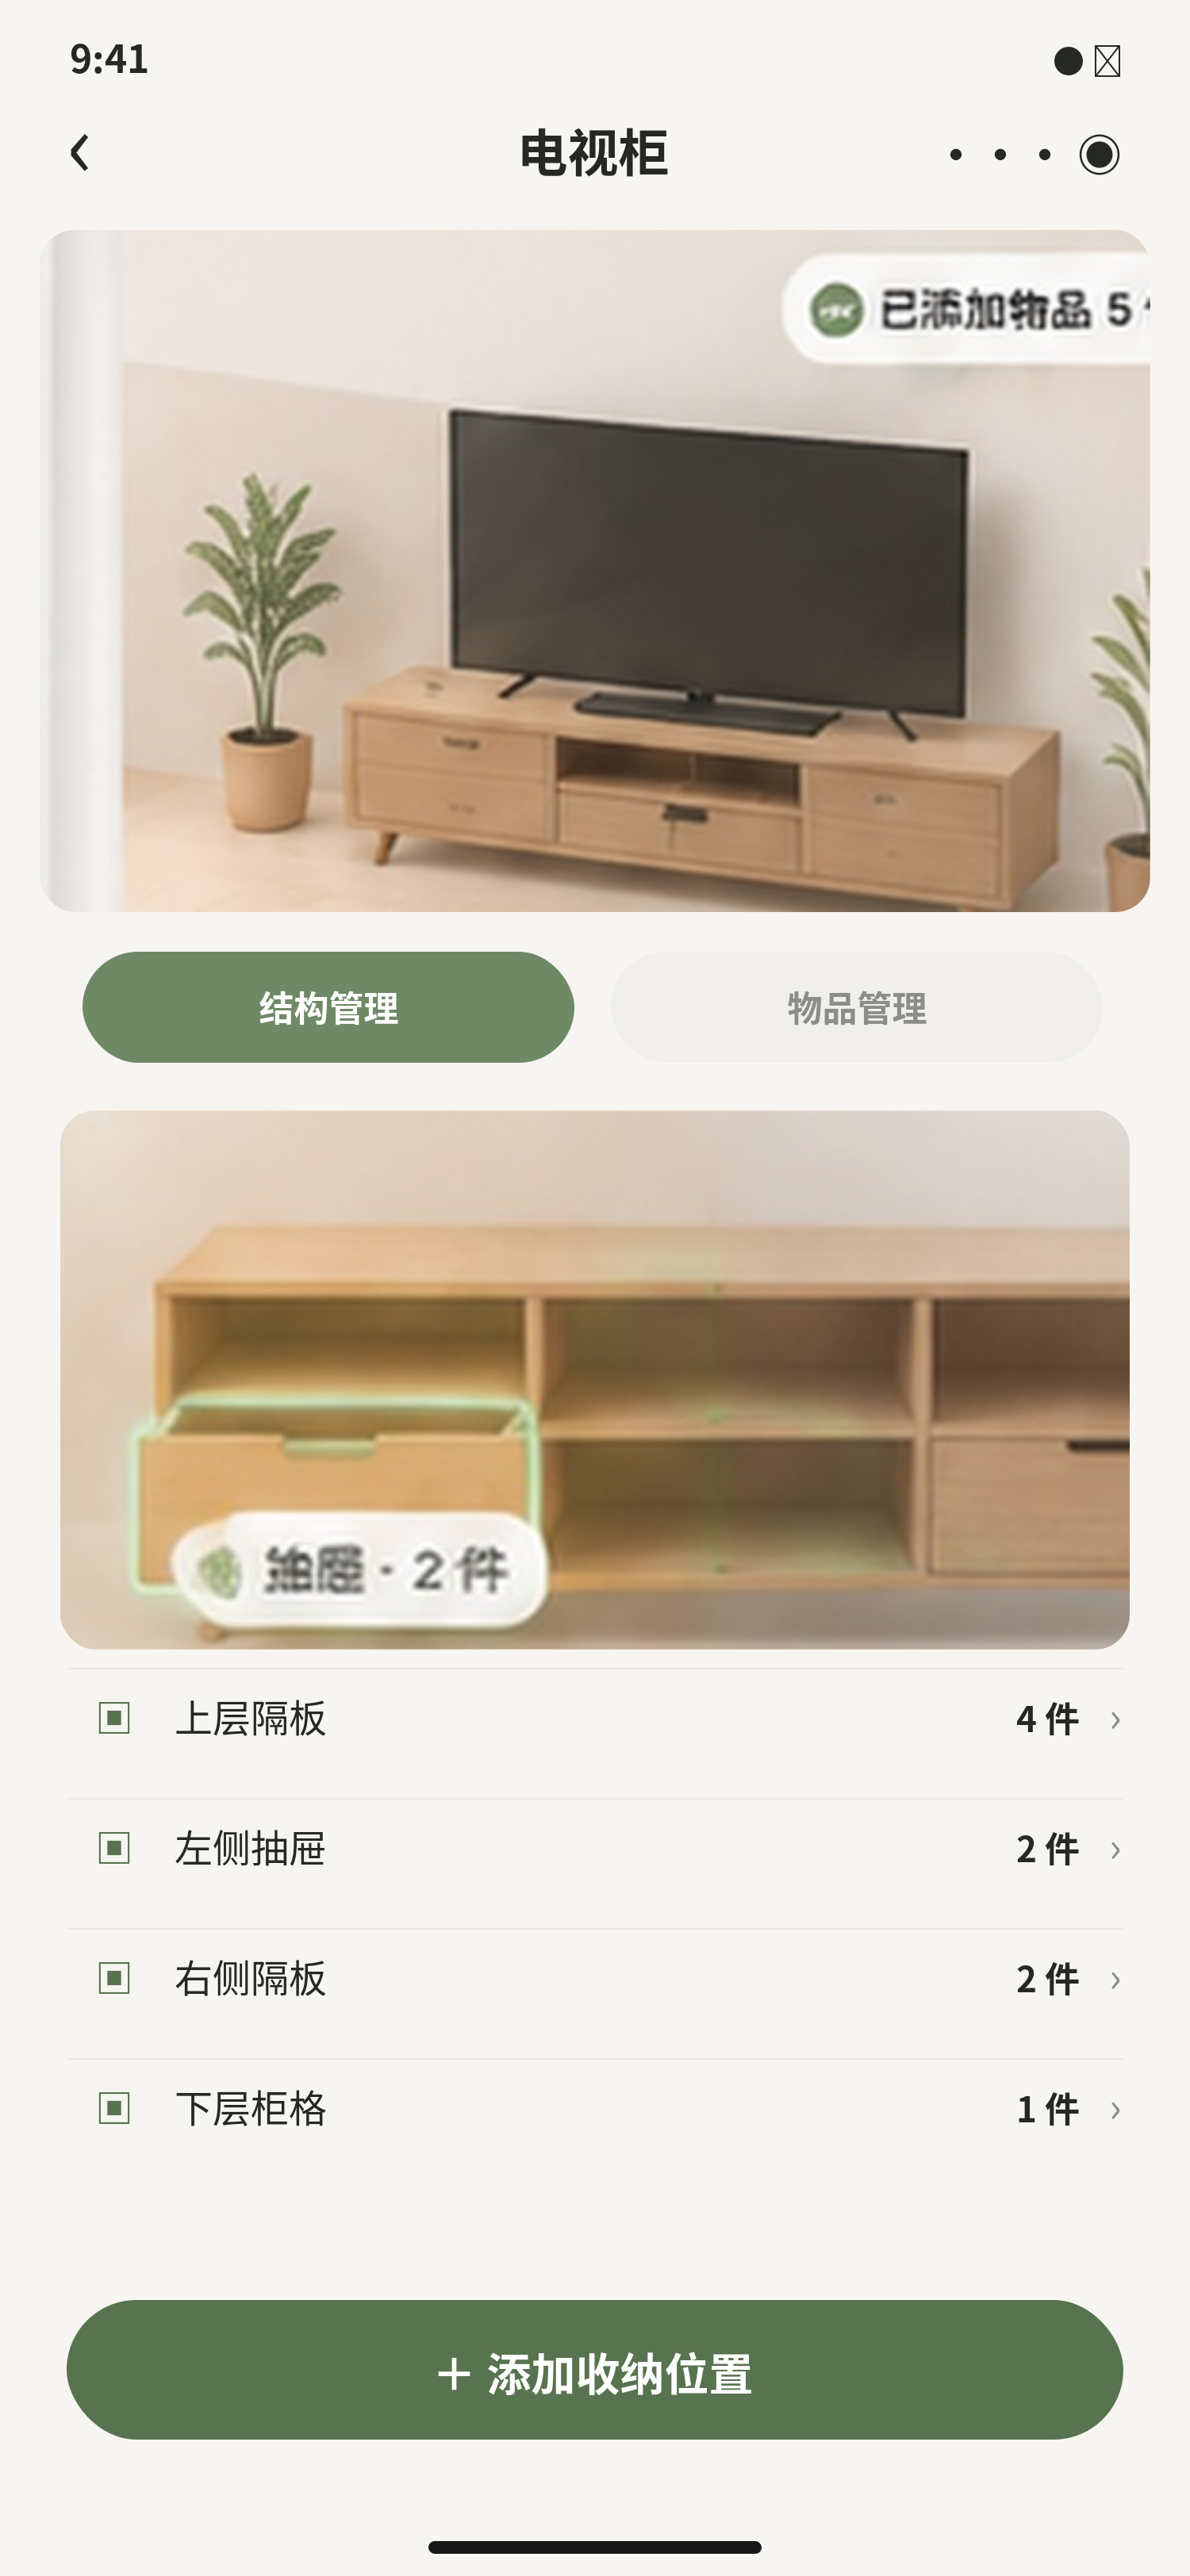 9:41
电视柜
已添加物品 5
结构管理
物品管理
· 2 件
上层隔板
4 件
左侧抽屉
2 件
右侧隔板
2 件
下层柜格
1 件
＋ 添加收纳位置